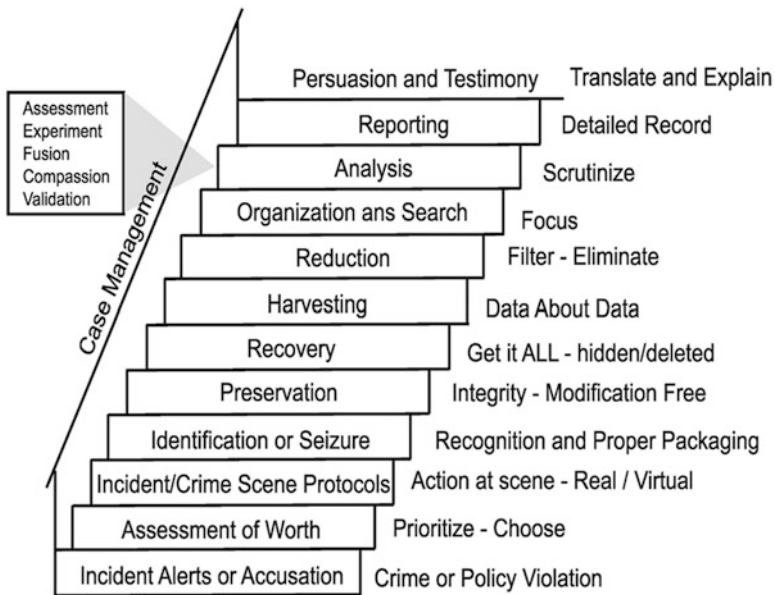 Persuasion and Testimony Translate and Explain
Reporting Detailed Record
Assessment
Experiment
Fusion
Compassion
Validation
Analysis Scrutinize
Organization ans Search Focus
Reduction Filter - Eliminate
Case Management
Harvesting Data About Data
Recovery Get it ALL - hidden/deleted
Preservation Integrity - Modification Free
Identification or Seizure Recognition and Proper Packaging
Incident/Crime Scene Protocols Action at scene - Real / Virtual
Assessment of Worth Prioritize - Choose
Incident Alerts or Accusation Crime or Policy Violation